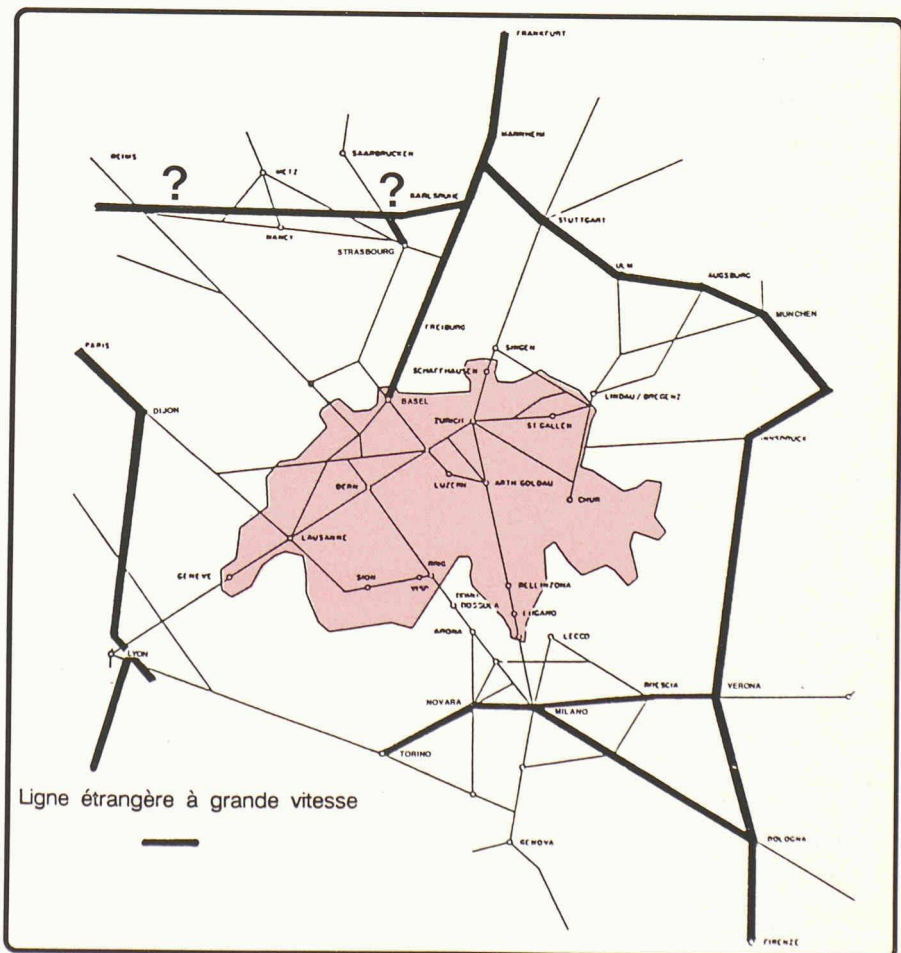 FRANKFURT
MANNHEIM
SAARBRUCKEN
REIMS
METZ
?
?
KARLSRUHE
NANCY
STUTTGART
STRASBOURG
ULM
AUGSBURG
MUNCHEN
FREIBURG
PARIS
SINGEN
SCHAFFHAUSEN
BASEL
LINDAU / BREGENZ
DIJON
ZURICH
ST GALLEN
INNSBRUCK
BERN
LUZERN
ARTH GOLDAU
CHUR
LAUSANNE
GENEVE
SION
BRIG
VISP
BELLINZONA
DOSSOLA
LUGANO
ARONA
LECCO
LYON
BRESCIA
VERONA
NOVARA
MILANO
TORINO
Ligne étrangère à grande vitesse
GENOVA
BOLOGNA
FIRENZE